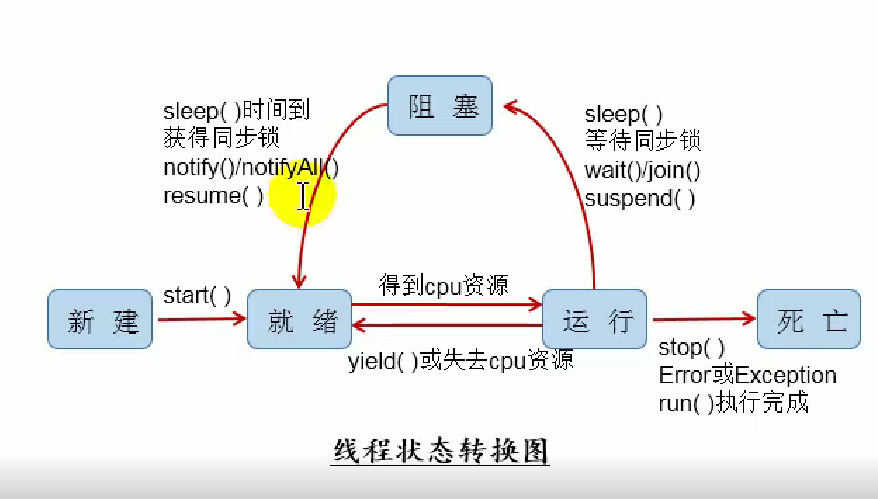 阻 塞
sleep( )时间到
获得同步锁
notify()/notifyAll()
resume( )
sleep( )
等待同步锁
wait()/join()
suspend( )
新 建
start( )
就 绪
得到cpu资源
yield( )或失去cpu资源
运 行
死 亡
stop( )
Error或Exception
run( )执行完成
线程状态转换图